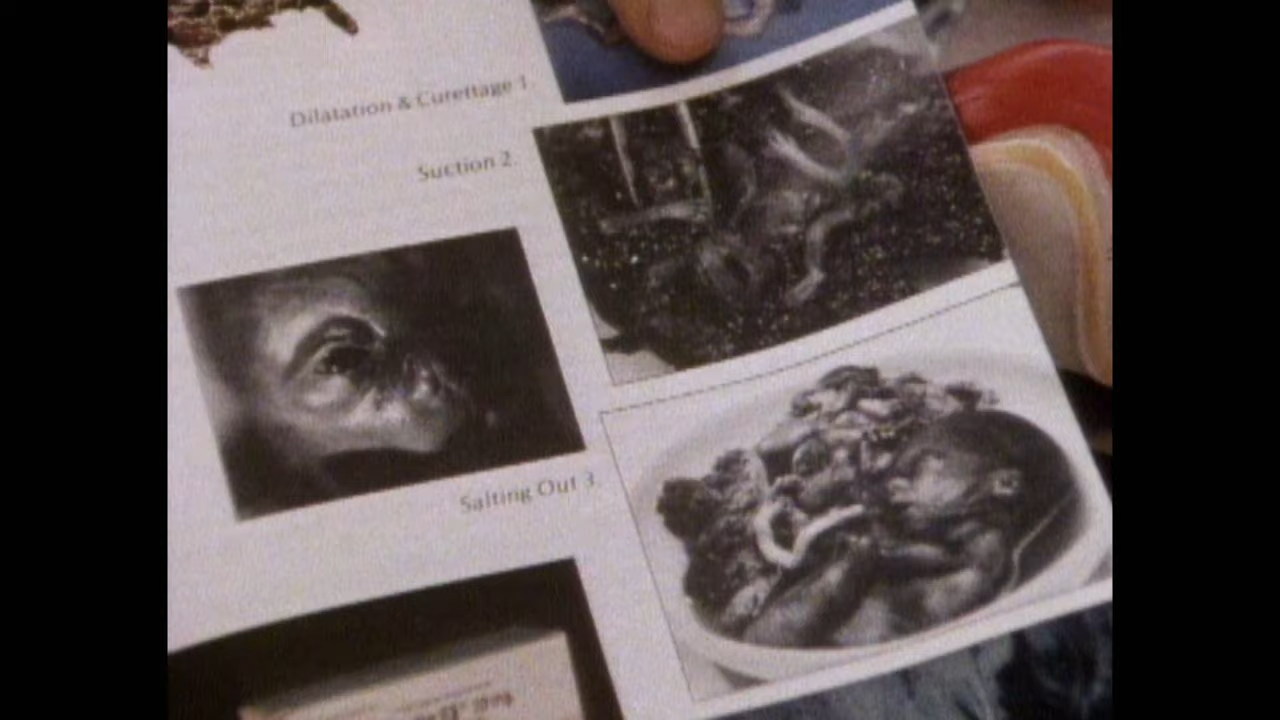 Dilatation & Curettage 1.
Suction 2.
Salting Out 3